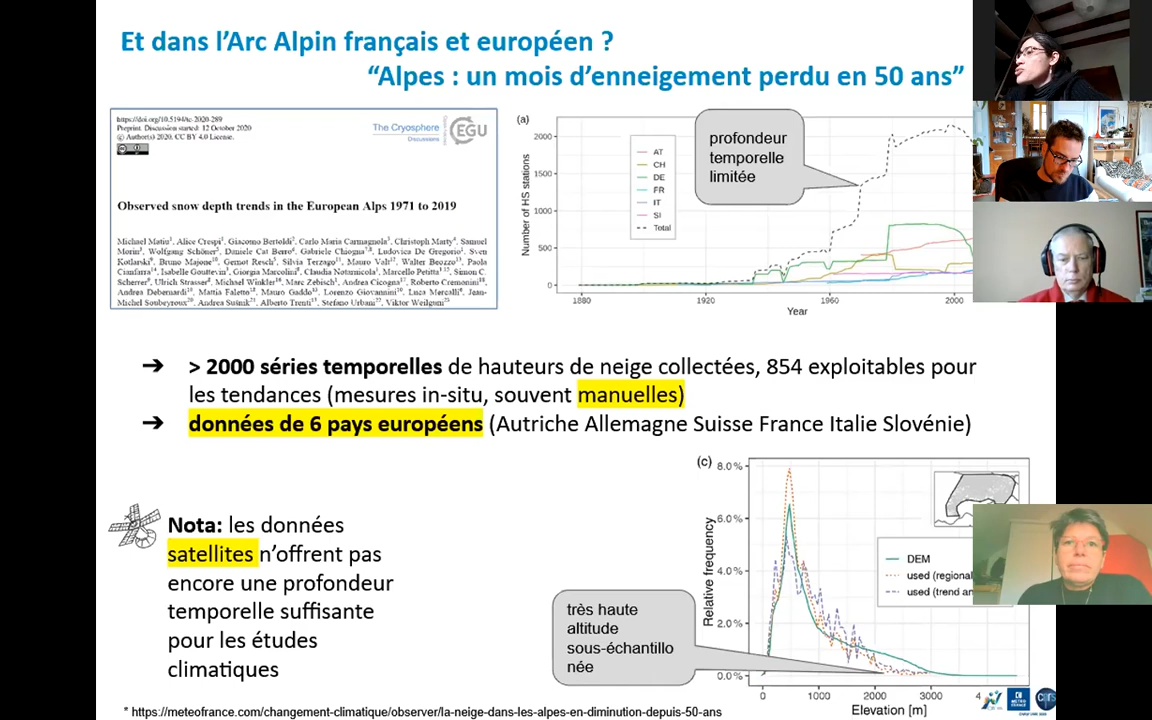 Et dans l'Arc Alpin français et européen ?
“Alpes : un mois d'enneigement perdu en 50 ans”
https://doi.org/10.5194/tc-2020-289
Preprint. Discussion started: 12 October 2020
© Author(s) 2020. CC BY 4.0 License.
The Cryosphere
Discussions
EGU
Observed snow depth trends in the European Alps 1971 to 2019
(a)
Number of HS stations
2000
1500
1000
500
0
AT
CH
DE
FR
IT
SI
Total
profondeur
temporelle
limitée
1880
1920
1960
2000
Year
➔ > 2000 séries temporelles de hauteurs de neige collectées, 854 exploitables pour
les tendances (mesures in-situ, souvent manuelles)
➔ données de 6 pays européens (Autriche Allemagne Suisse France Italie Slovénie)
Nota: les données
satellites n'offrent pas
encore une profondeur
temporelle suffisante
pour les études
climatiques
très haute
altitude
sous-échantillo
née
(c)
Relative frequency
8.0%
6.0%
4.0%
2.0%
0.0%
DEM
used (regional
used (trend an
0
1000
2000
3000
4
Elevation [m]
* https://meteofrance.com/changement-climatique/observer/la-neige-dans-les-alpes-en-diminution-depuis-50-ans